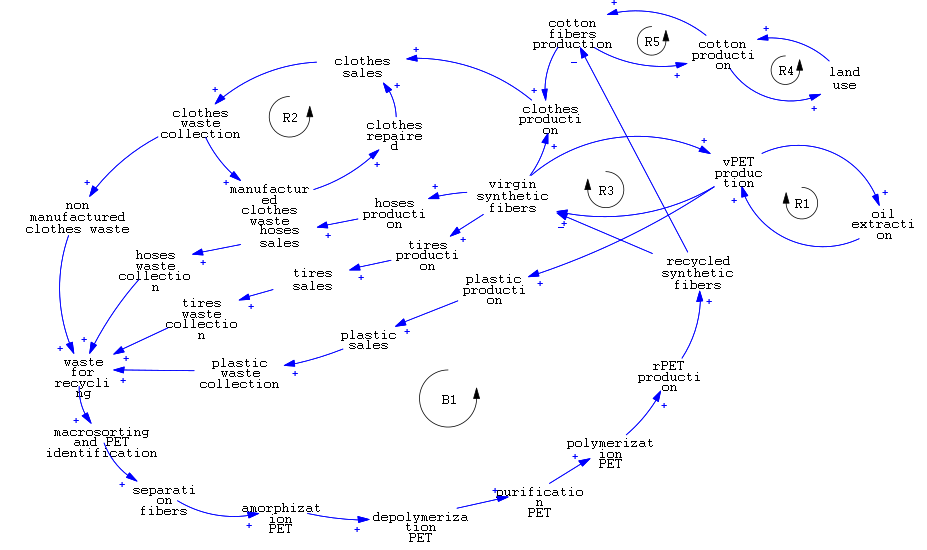 cotton
fibers
production
R5
cotton
producti
on
R4
land
use
clothes
sales
clothes
waste
collection
R2
clothes
repaire
d
clothes
producti
on
manufactur
ed
clothes
waste
non
manufactured
clothes waste
virgin
synthetic
fibers
R3
vPET
produc
tion
R1
oil
extracti
on
hoses
producti
on
hoses
sales
hoses
waste
collectio
n
tires
producti
on
tires
sales
tires
waste
collectio
n
plastic
producti
on
plastic
sales
plastic
waste
collection
recycled
synthetic
fibers
waste
for
recycli
ng
B1
rPET
producti
on
macrosorting
and PET
identification
polymerizat
ion
PET
separati
on
fibers
amorphizat
ion
PET
depolymeriza
tion
PET
purificatio
n
PET